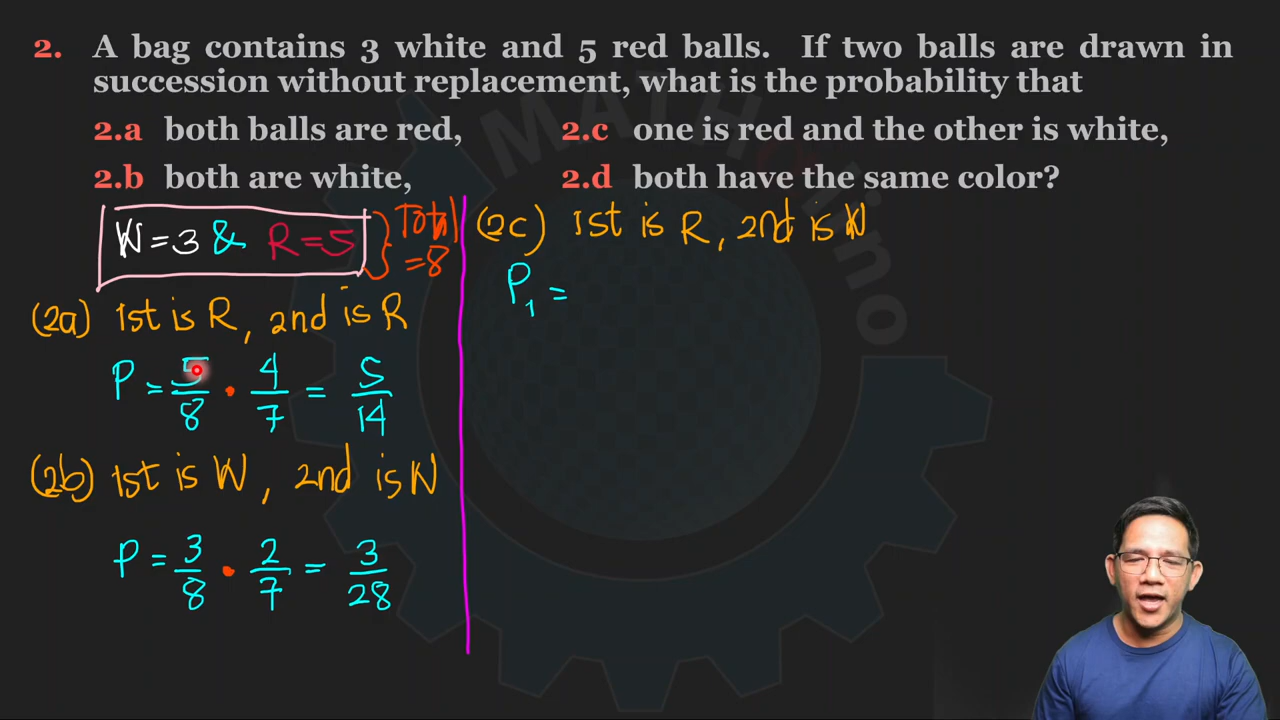 2. A bag contains 3 white and 5 red balls. If two balls are drawn in
succession without replacement, what is the probability that
2.a both balls are red,
2.c one is red and the other is white,
2.b both are white,
2.d both have the same color?
W = 3 & R = 5 } Total = 8
(2a) 1st is R, 2nd is R
P = 5/8 · 4/7 = 5/14
(2b) 1st is W, 2nd is W
P = 3/8 · 2/7 = 3/28
(2c) 1st is R, 2nd is W
P₁ =
MATHorno